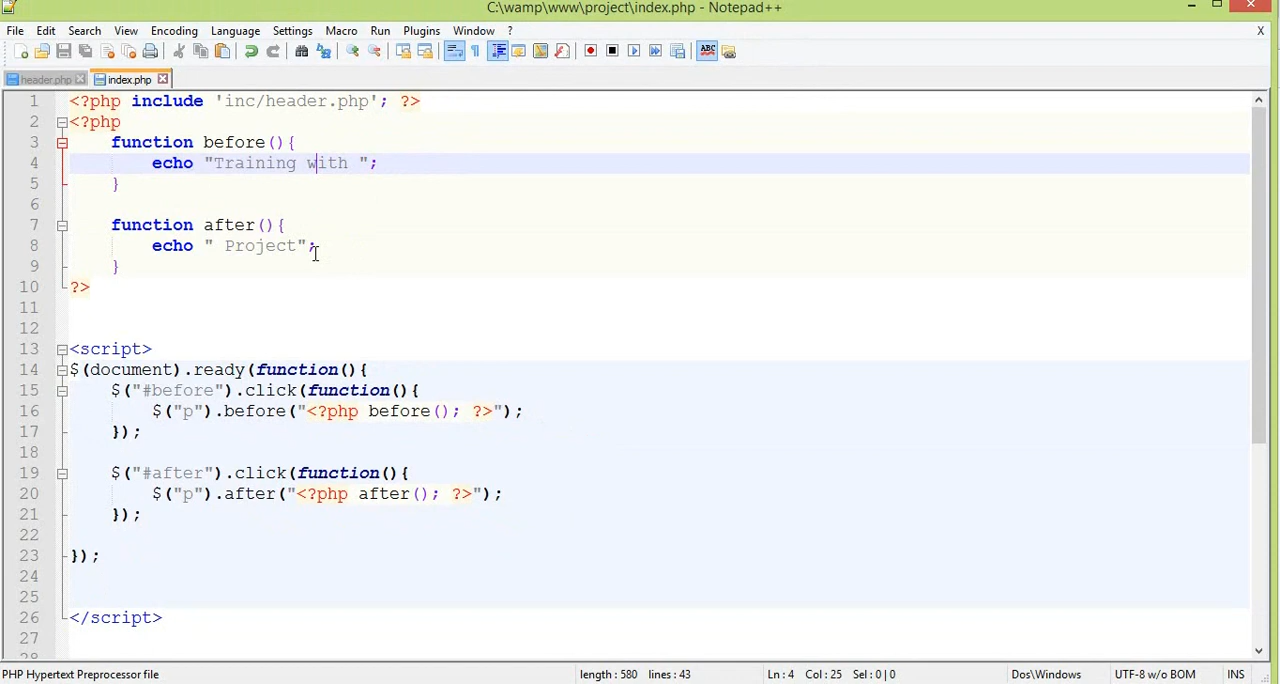 C:\wamp\www\project\index.php - Notepad++
File Edit Search View Encoding Language Settings Macro Run Plugins Window ? X
header.php index.php
1 <?php include 'inc/header.php'; ?>
2 <?php
3 function before(){
4 echo "Training with ";
5 }
6
7 function after(){
8 echo " Project";
9 }
10 ?>
11
12
13 <script>
14 $(document).ready(function(){
15 $("#before").click(function(){
16 $("p").before("<?php before(); ?>");
17 });
18
19 $("#after").click(function(){
20 $("p").after("<?php after(); ?>");
21 });
22
23 });
24
25
26 </script>
27
28
PHP Hypertext Preprocessor file length : 580 lines : 43 Ln : 4 Col : 25 Sel : 0 | 0 Dos\Windows UTF-8 w/o BOM INS